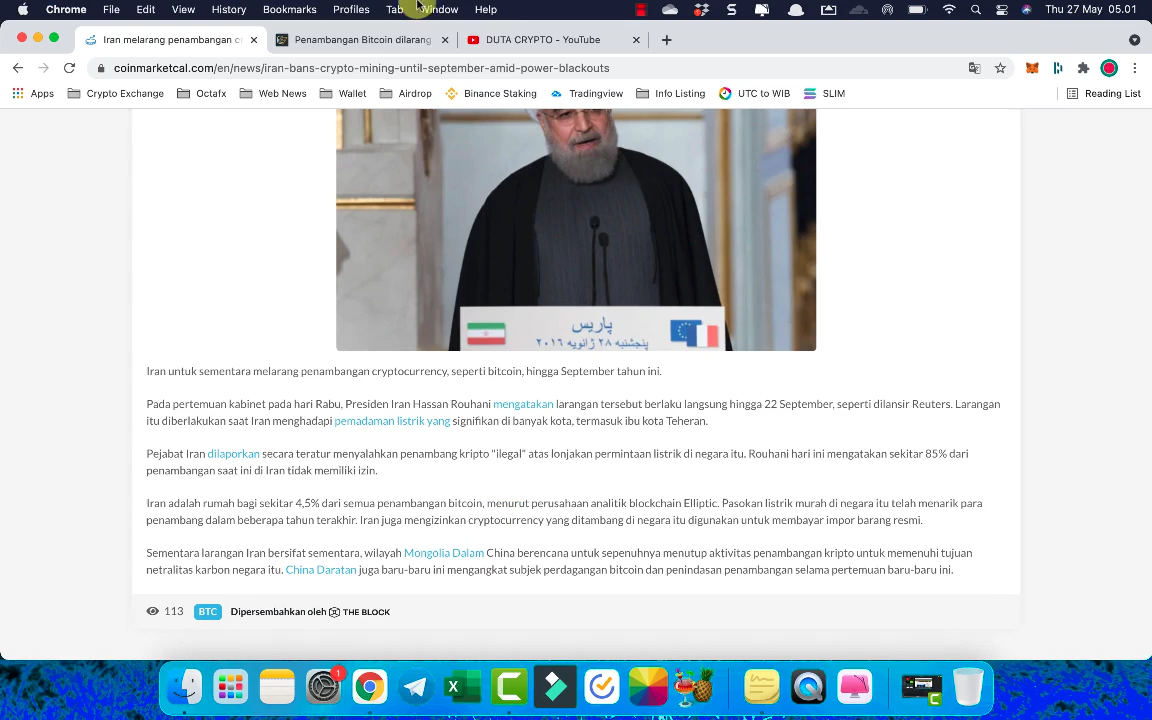 Chrome File Edit View History Bookmarks Profiles Tab Window Help Thu 27 May 05.01
Iran melarang penambangan cr Penambangan Bitcoin dilarang DUTA CRYPTO - YouTube
coinmarketcal.com/en/news/iran-bans-crypto-mining-until-september-amid-power-blackouts
Apps Crypto Exchange Octafx Web News Wallet Airdrop Binance Staking Tradingview Info Listing UTC to WIB SLIM Reading List
پاریس
پنجشنبه ۲۸ ژانویه ۲۰۱۶
Iran untuk sementara melarang penambangan cryptocurrency, seperti bitcoin, hingga September tahun ini.
Pada pertemuan kabinet pada hari Rabu, Presiden Iran Hassan Rouhani mengatakan larangan tersebut berlaku langsung hingga 22 September, seperti dilansir Reuters. Larangan
itu diberlakukan saat Iran menghadapi pemadaman listrik yang signifikan di banyak kota, termasuk ibu kota Teheran.
Pejabat Iran dilaporkan secara teratur menyalahkan penambang kripto "ilegal" atas lonjakan permintaan listrik di negara itu. Rouhani hari ini mengatakan sekitar 85% dari
penambangan saat ini di Iran tidak memiliki izin.
Iran adalah rumah bagi sekitar 4,5% dari semua penambangan bitcoin, menurut perusahaan analitik blockchain Elliptic. Pasokan listrik murah di negara itu telah menarik para
penambang dalam beberapa tahun terakhir. Iran juga mengizinkan cryptocurrency yang ditambang di negara itu digunakan untuk membayar impor barang resmi.
Sementara larangan Iran bersifat sementara, wilayah Mongolia Dalam China berencana untuk sepenuhnya menutup aktivitas penambangan kripto untuk memenuhi tujuan
netralitas karbon negara itu. China Daratan juga baru-baru ini mengangkat subjek perdagangan bitcoin dan penindasan penambangan selama pertemuan baru-baru ini.
113 BTC Dipersembahkan oleh THE BLOCK
1